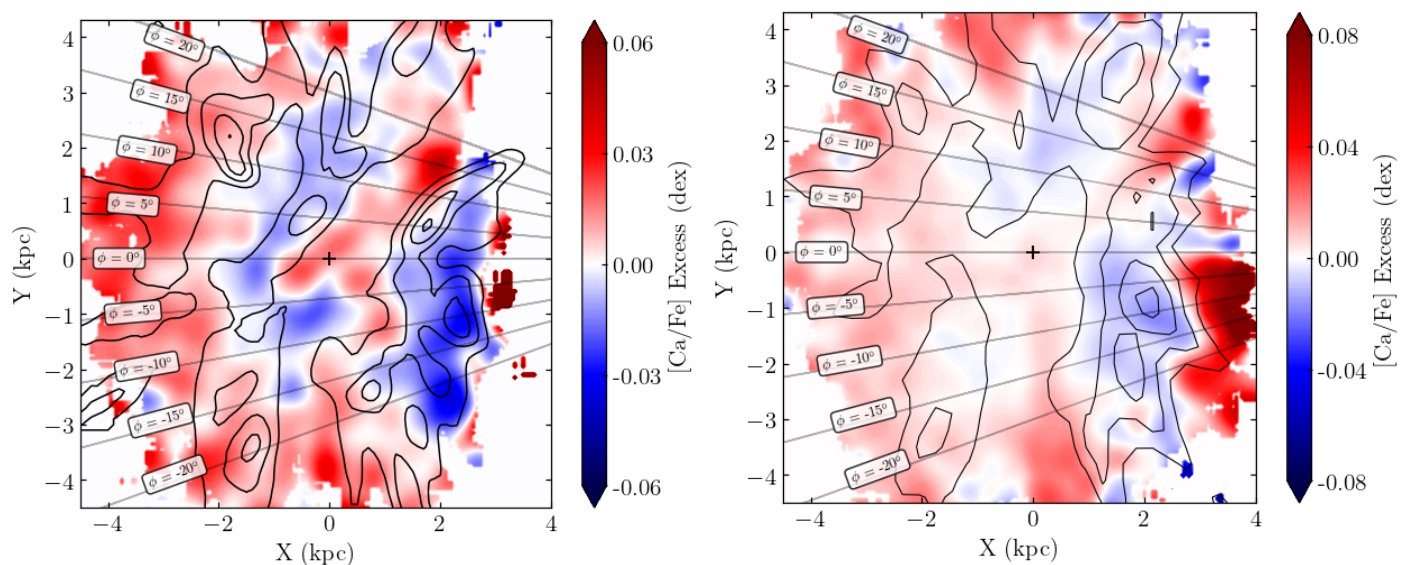 4
3
2
1
0
−1
−2
−3
−4
Y (kpc)
−4
−2
0
2
4
X (kpc)
ϕ = 20°
ϕ = 15°
ϕ = 10°
ϕ = 5°
ϕ = 0°
ϕ = -5°
ϕ = -10°
ϕ = -15°
ϕ = -20°
0.06
0.03
0.00
-0.03
-0.06
[Ca/Fe] Excess (dex)
4
3
2
1
0
−1
−2
−3
−4
Y (kpc)
−4
−2
0
2
4
X (kpc)
ϕ = 20°
ϕ = 15°
ϕ = 10°
ϕ = 5°
ϕ = 0°
ϕ = -5°
ϕ = -10°
ϕ = -15°
ϕ = -20°
0.08
0.04
0.00
-0.04
-0.08
[Ca/Fe] Excess (dex)